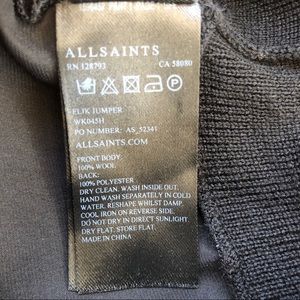 ALLSAINTS
RN 128793 CA 58080
ELIK JUMPER
WK045H
PO NUMBER: AS_52341
ALLSAINTS.COM
FRONT BODY:
100% WOOL
BACK:
100% POLYESTER
DRY CLEAN. WASH INSIDE OUT.
HAND WASH SEPARATELY IN COLD
WATER, RESHAPE WHILST DAMP
COOL IRON ON REVERSE SIDE.
DO NOT DRY IN DIRECT SUNLIGHT
DRY FLAT. STORE FLAT
MADE IN CHINA